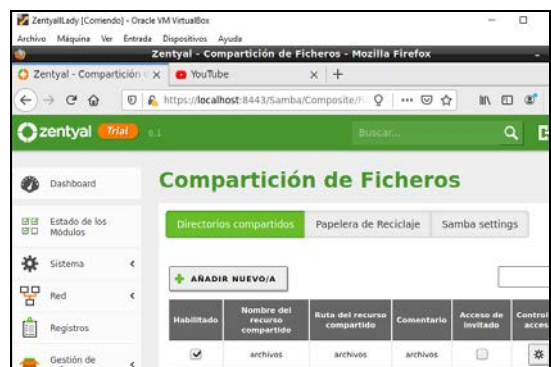 ZentyalILady [Corriendo] - Oracle VM VirtualBox
Archivo Máquina Ver Entrada Dispositivos Ayuda
Zentyal - Compartición de Ficheros - Mozilla Firefox
Zentyal - Compartición
YouTube
https://localhost:8443/Samba/Composite/
zentyal Trial 6.1 Buscar...
Compartición de Ficheros
Dashboard
Estado de los
Módulos
Sistema
Red
Registros
Gestión de
Directorios compartidos Papelera de Reciclaje Samba settings
AÑADIR NUEVO/A
Habilitado
Nombre del
recurso
compartido
Ruta del recurso
compartido
Comentario
Acceso de
invitado
Control
acces
archivos archivos archivos